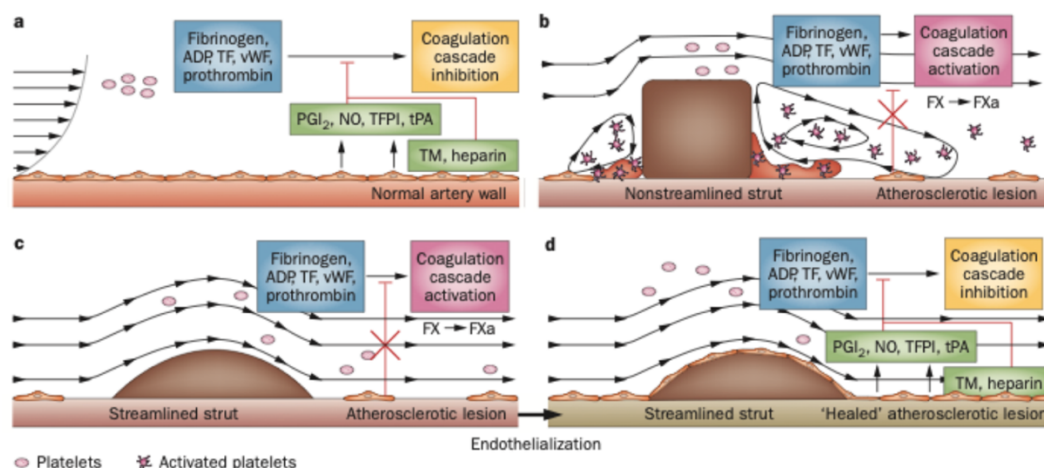 a
Fibrinogen,
ADP, TF, vWF,
prothrombin
Coagulation
cascade
inhibition
PGI₂, NO, TFPI, tPA
TM, heparin
Normal artery wall
b
Fibrinogen,
ADP, TF, vWF,
prothrombin
Coagulation
cascade
activation
FX → FXa
Nonstreamlined strut
Atherosclerotic lesion
c
Fibrinogen,
ADP, TF, vWF,
prothrombin
Coagulation
cascade
activation
FX → FXa
Streamlined strut
Atherosclerotic lesion
d
Fibrinogen,
ADP, TF, vWF,
prothrombin
Coagulation
cascade
inhibition
PGI₂, NO, TFPI, tPA
TM, heparin
Streamlined strut
‘Healed’ atherosclerotic lesion
Endothelialization
Platelets
Activated platelets